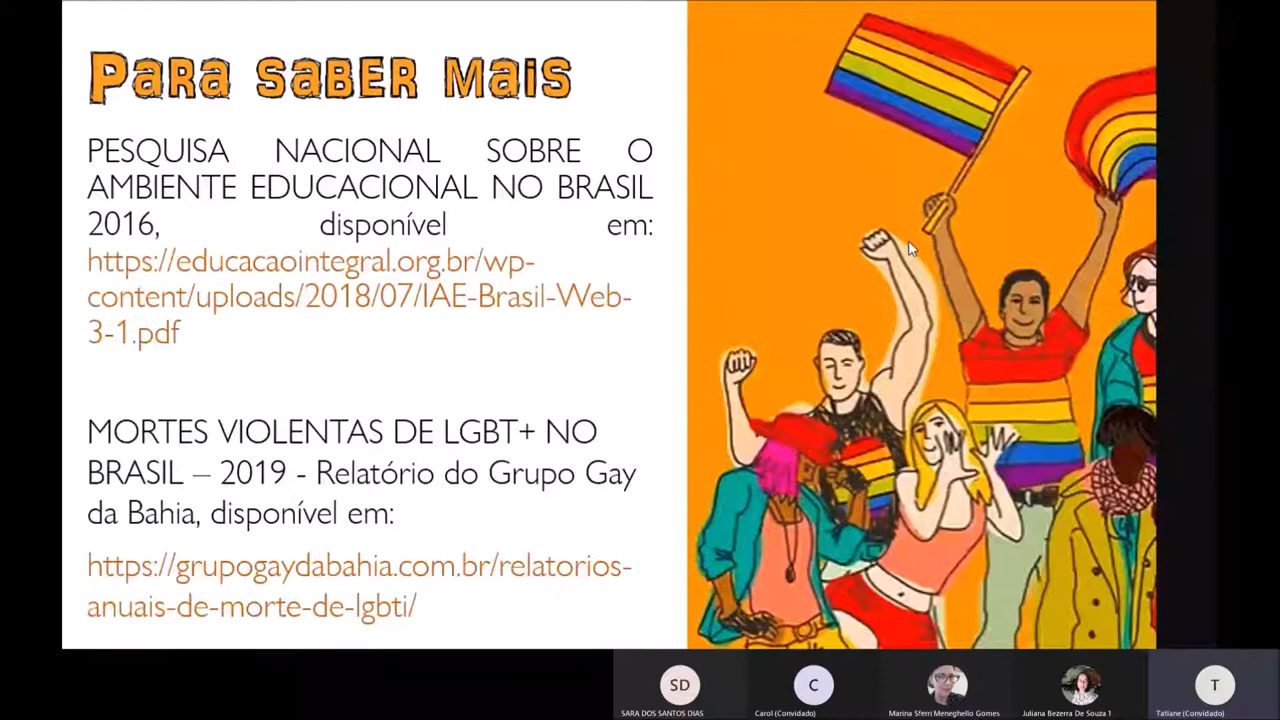 Para saber mais
PESQUISA NACIONAL SOBRE O
AMBIENTE EDUCACIONAL NO BRASIL
2016, disponível em:
https://educacaointegral.org.br/wp-
content/uploads/2018/07/IAE-Brasil-Web-
3-1.pdf
MORTES VIOLENTAS DE LGBT+ NO
BRASIL – 2019 - Relatório do Grupo Gay
da Bahia, disponível em:
https://grupogaydabahia.com.br/relatorios-
anuais-de-morte-de-lgbti/
SD
C
T
SARA DOS SANTOS DIAS
Carol (Convidado)
Marina Sferri Meneghello Gomes
Juliana Bezerra De Souza 1
Tatiane (Convidado)